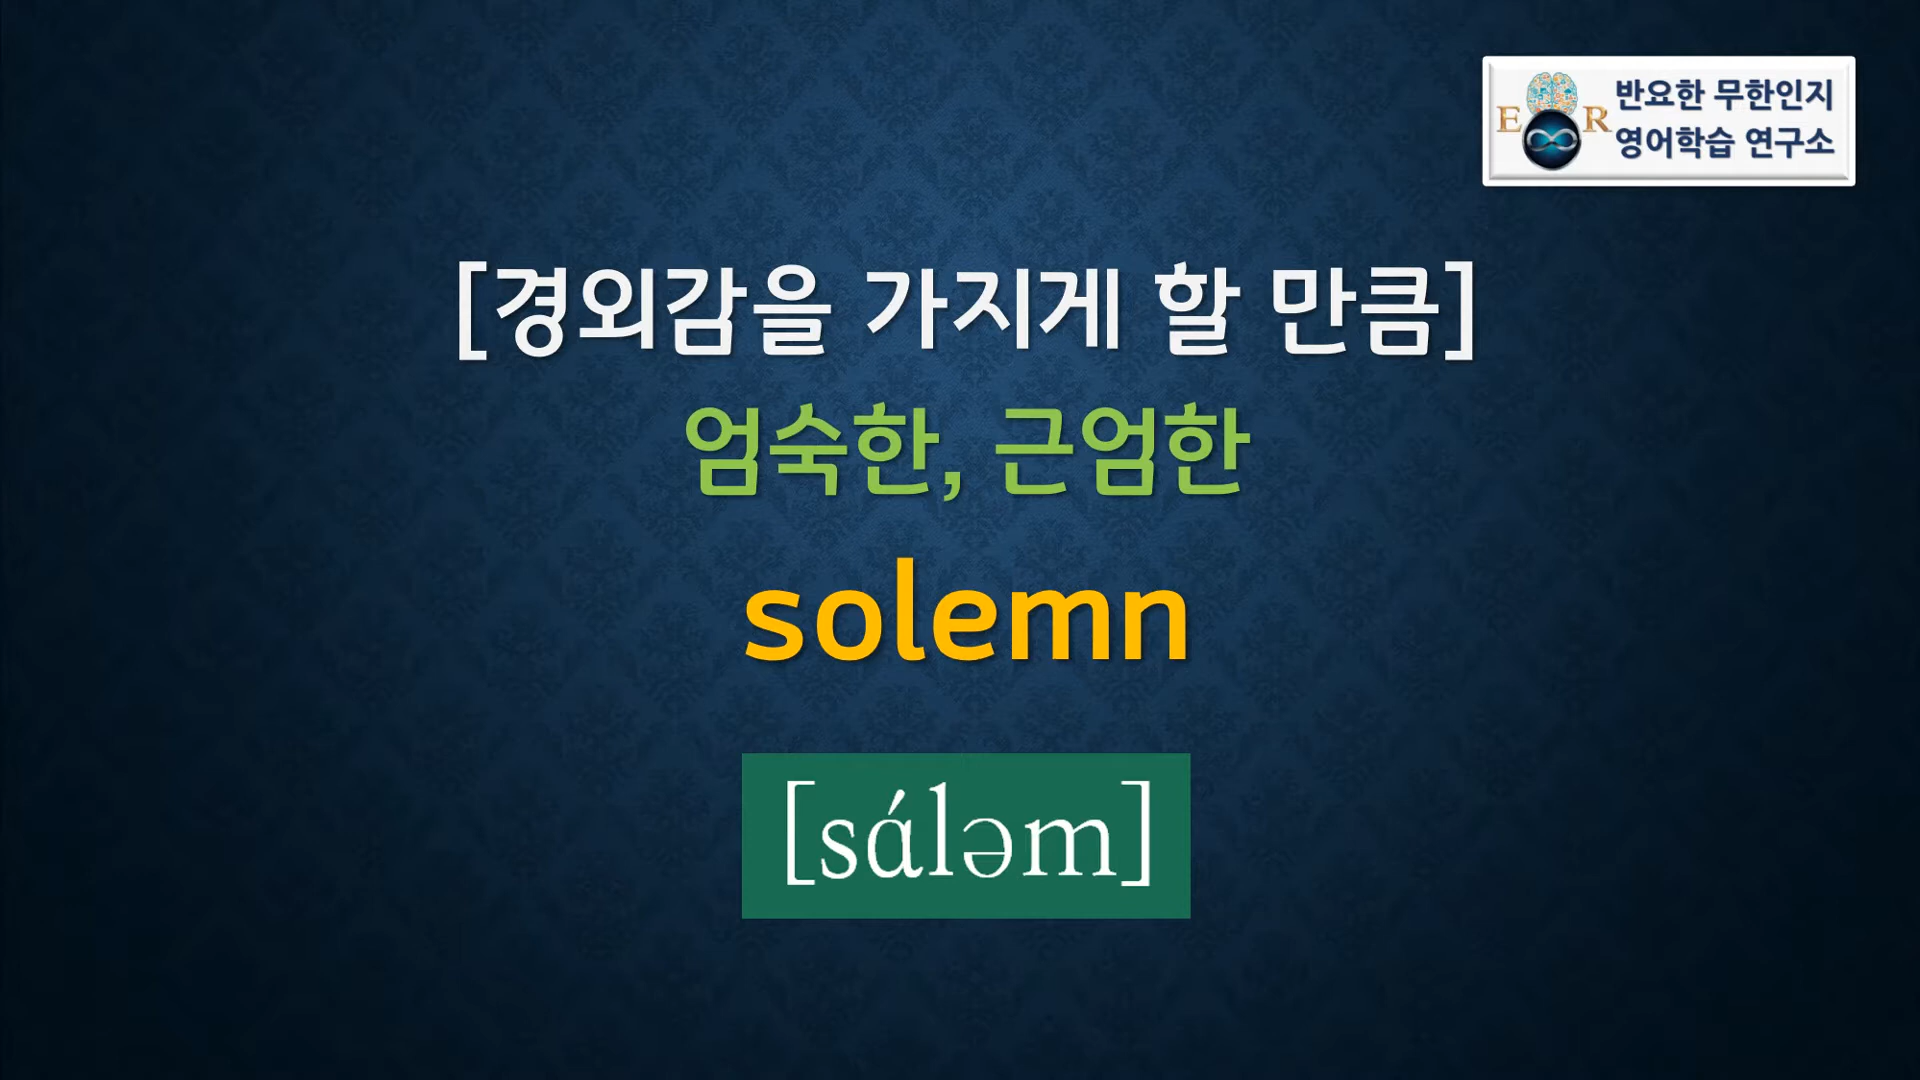 E R 반요한 무한인지
영어학습 연구소
[경외감을 가지게 할 만큼]
엄숙한, 근엄한
solemn
[sάləm]